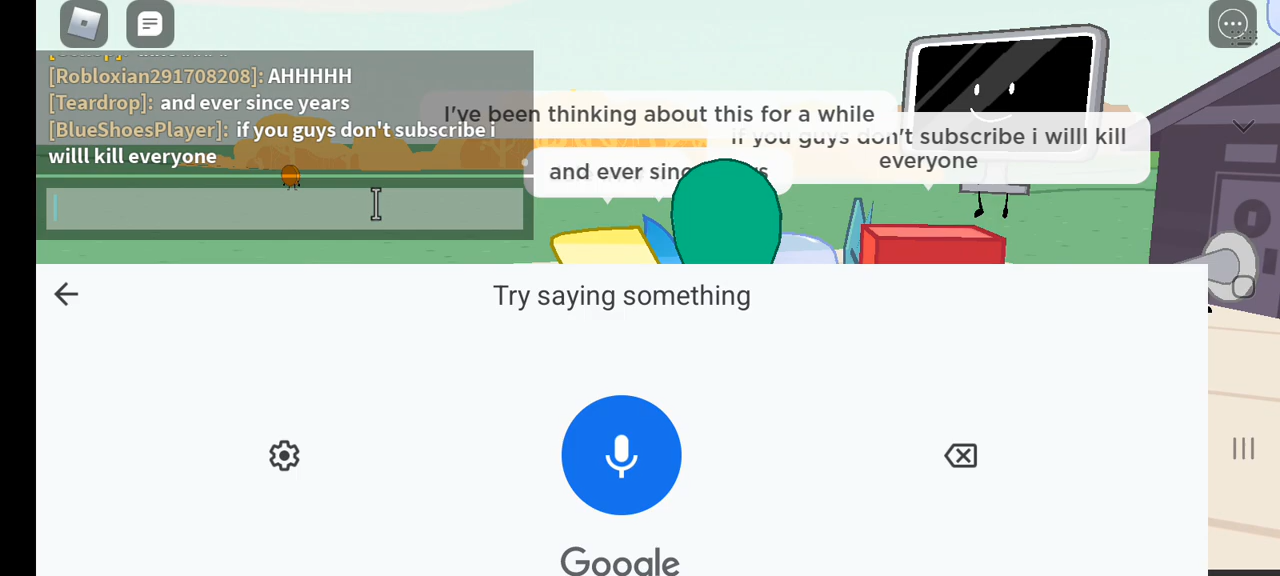 [Robloxian291708208]: AHHHHH
[Teardrop]: and ever since years
[BlueShoesPlayer]: if you guys don't subscribe i
willl kill everyone
I've been thinking about this for a while
if you guys don't subscribe i willl kill
everyone
and ever sinc s
Try saying something
Google